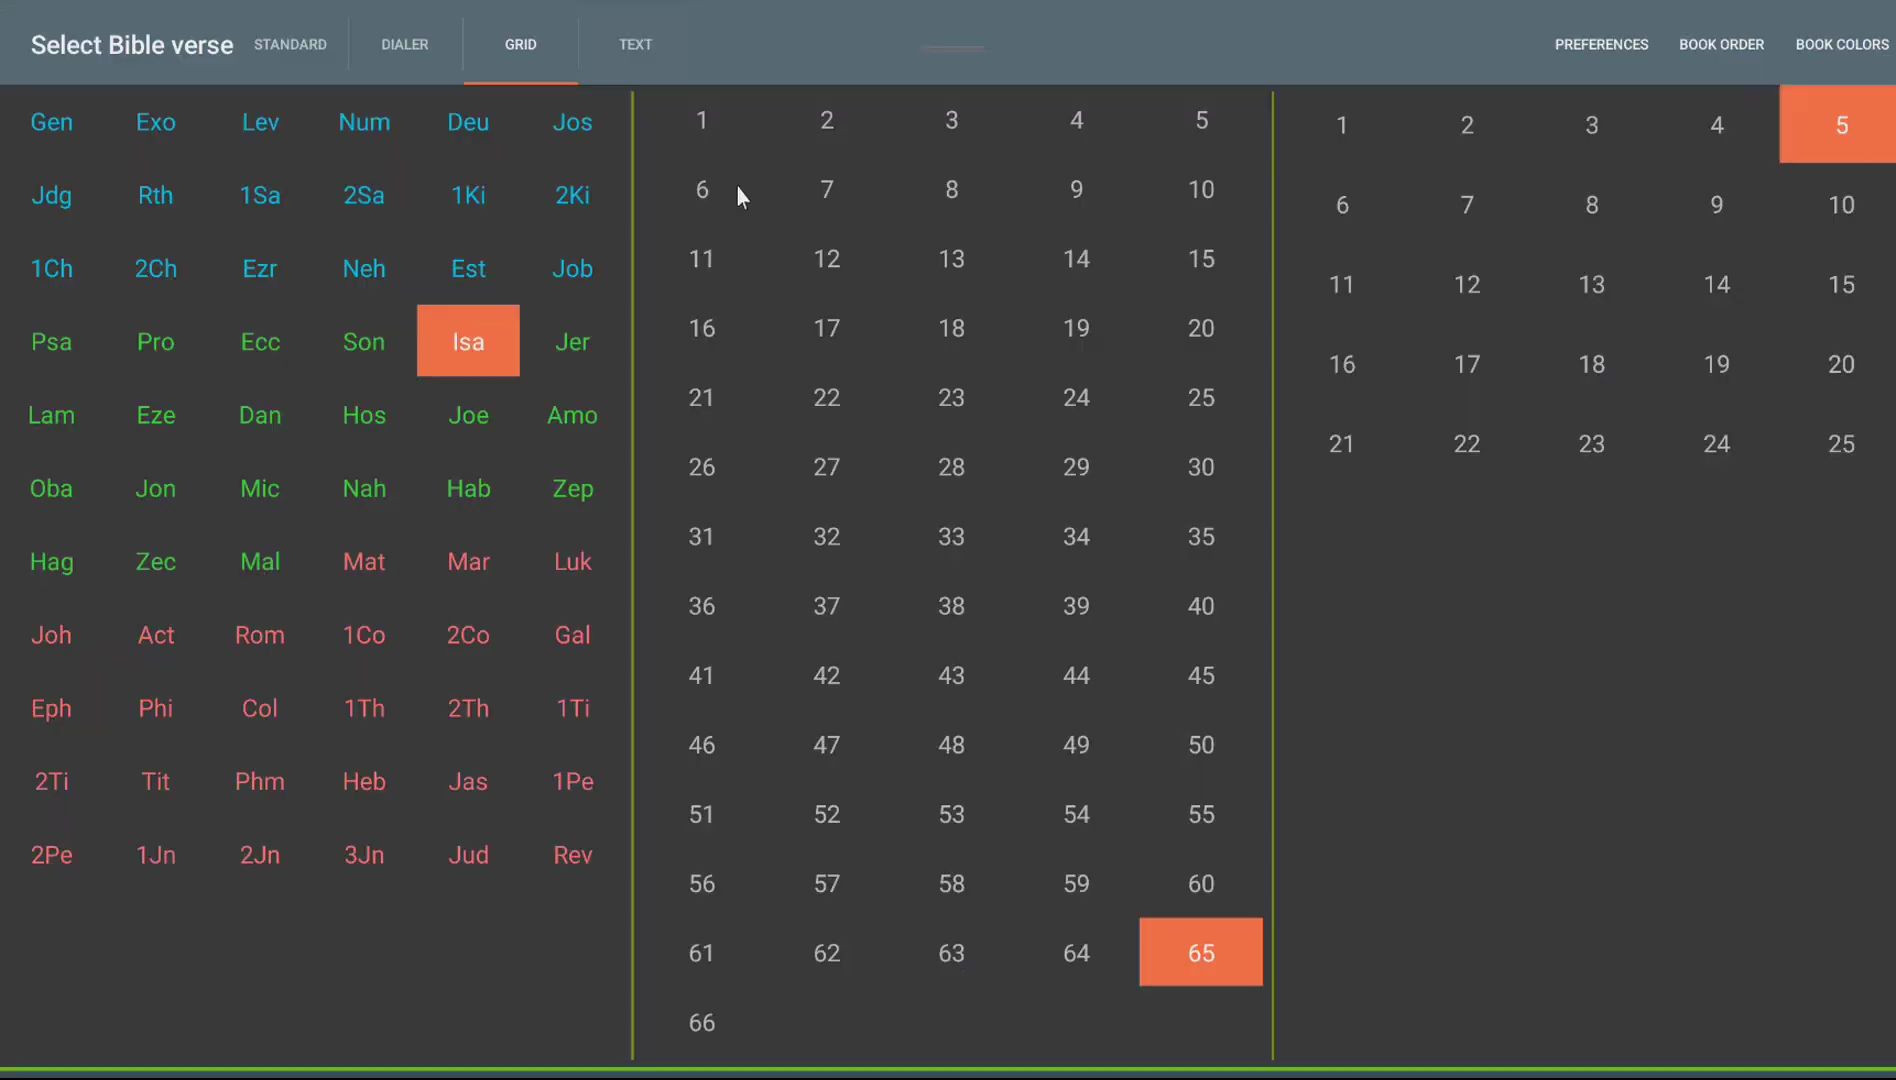 Select Bible verse STANDARD DIALER GRID TEXT PREFERENCES BOOK ORDER BOOK COLORS
Gen Exo Lev Num Deu Jos
Jdg Rth 1Sa 2Sa 1Ki 2Ki
1Ch 2Ch Ezr Neh Est Job
Psa Pro Ecc Son Isa Jer
Lam Eze Dan Hos Joe Amo
Oba Jon Mic Nah Hab Zep
Hag Zec Mal Mat Mar Luk
Joh Act Rom 1Co 2Co Gal
Eph Phi Col 1Th 2Th 1Ti
2Ti Tit Phm Heb Jas 1Pe
2Pe 1Jn 2Jn 3Jn Jud Rev
1 2 3 4 5
6 7 8 9 10
11 12 13 14 15
16 17 18 19 20
21 22 23 24 25
26 27 28 29 30
31 32 33 34 35
36 37 38 39 40
41 42 43 44 45
46 47 48 49 50
51 52 53 54 55
56 57 58 59 60
61 62 63 64 65
66
1 2 3 4 5
6 7 8 9 10
11 12 13 14 15
16 17 18 19 20
21 22 23 24 25